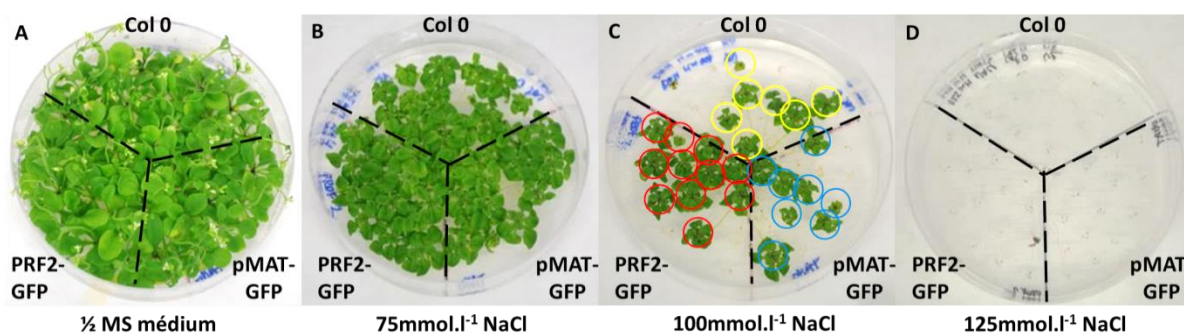 A
Col 0
PRF2-
GFP
pMAT-
GFP
½ MS médium
B
Col 0
PRF2-
GFP
pMAT-
GFP
75mmol.l⁻¹ NaCl
C
Col 0
PRF2-
GFP
pMAT-
GFP
100mmol.l⁻¹ NaCl
D
Col 0
PRF2-
GFP
pMAT-
GFP
125mmol.l⁻¹ NaCl